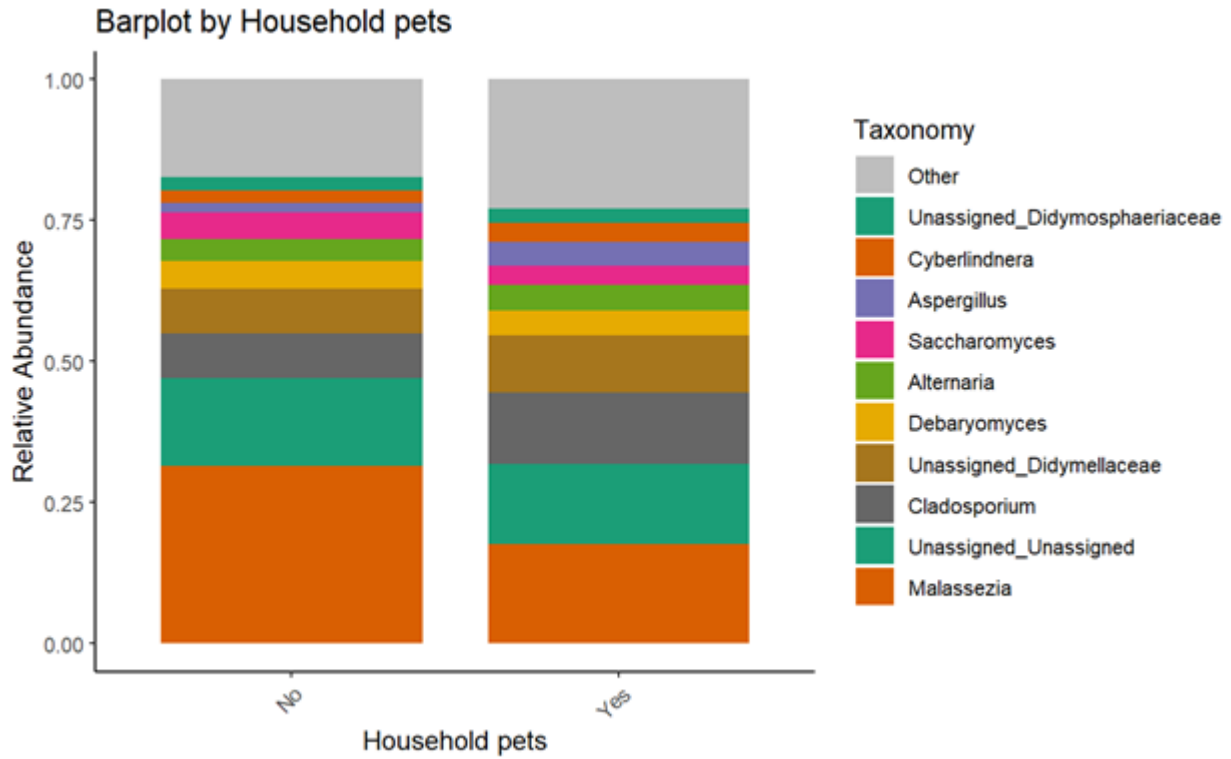 Barplot by Household pets
Relative Abundance
1.00
0.75
0.50
0.25
0.00
No
Yes
Household pets
Taxonomy
Other
Unassigned_Didymosphaeriaceae
Cyberlindnera
Aspergillus
Saccharomyces
Alternaria
Debaryomyces
Unassigned_Didymellaceae
Cladosporium
Unassigned_Unassigned
Malassezia